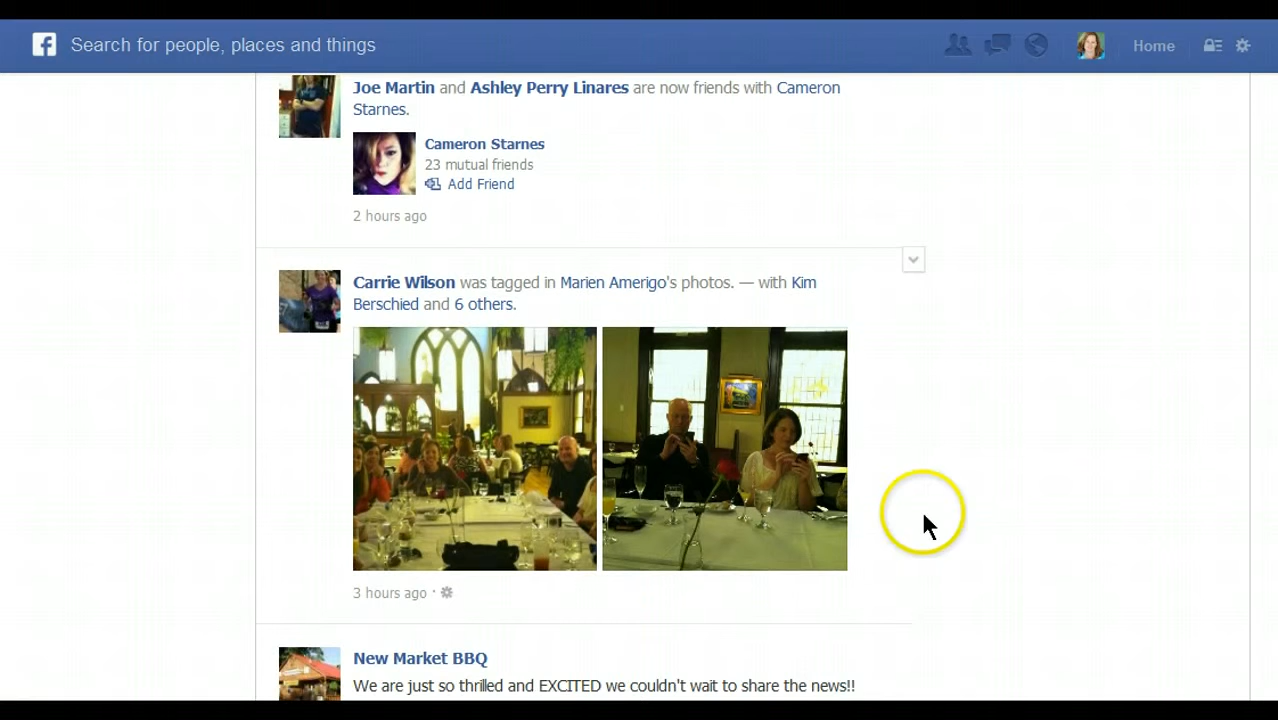 f Search for people, places and things Home
Joe Martin and Ashley Perry Linares are now friends with Cameron
Starnes.
Cameron Starnes
23 mutual friends
Add Friend
2 hours ago
Carrie Wilson was tagged in Marien Amerigo's photos. — with Kim
Berschied and 6 others.
3 hours ago ·
New Market BBQ
We are just so thrilled and EXCITED we couldn't wait to share the news!!